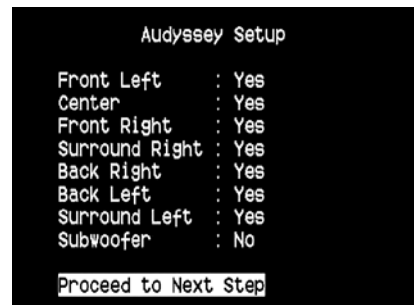 Audyssey Setup
Front Left : Yes
Center : Yes
Front Right : Yes
Surround Right : Yes
Back Right : Yes
Back Left : Yes
Surround Left : Yes
Subwoofer : No
Proceed to Next Step